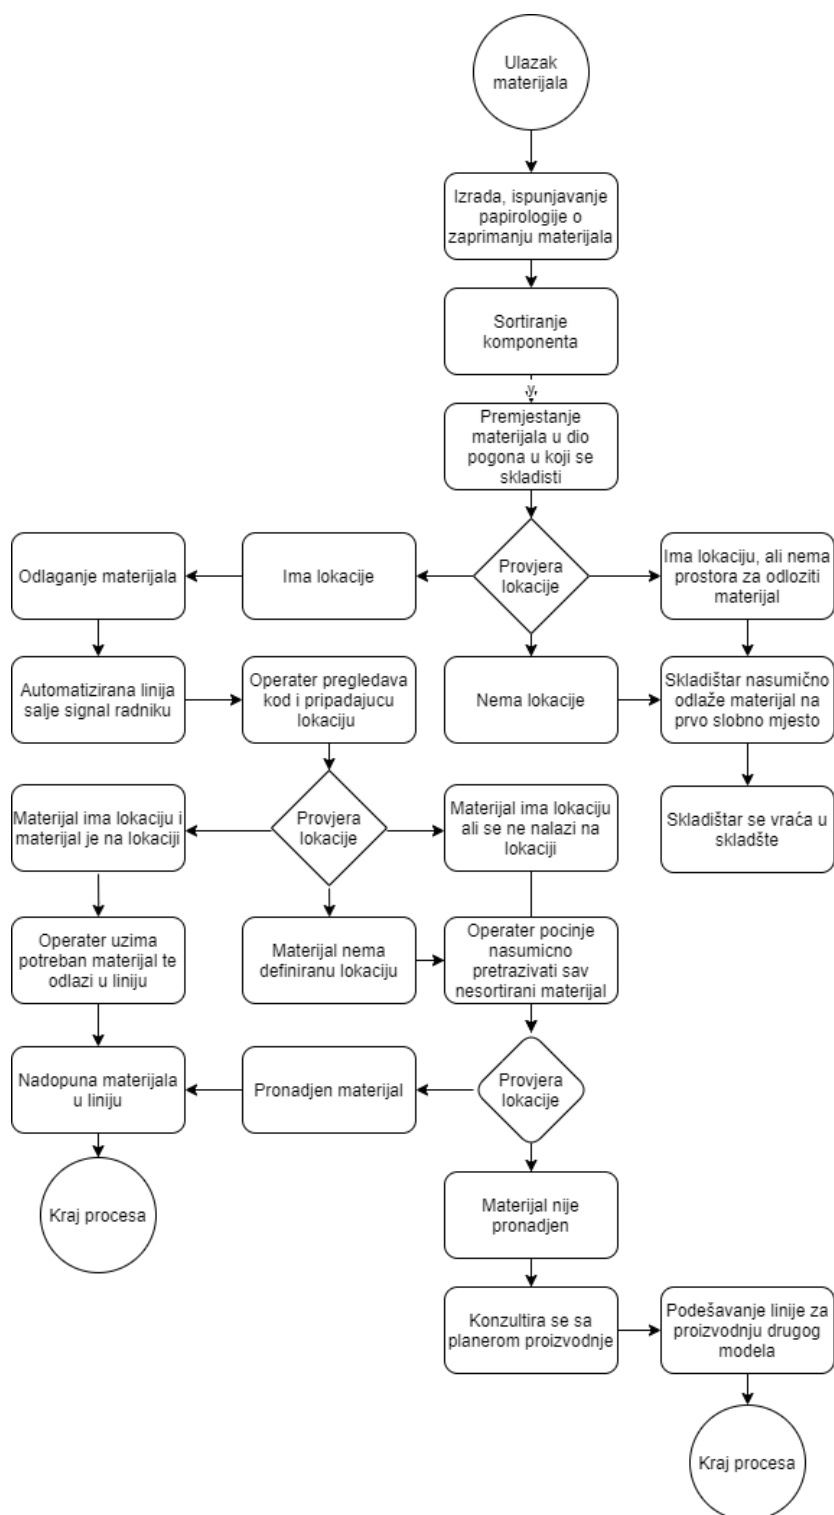 Ulazak
materijala
Izrada, ispunjavanje
papirologije o
zaprimanju materijala
Sortiranje
komponenta
y
Premjestanje
materijala u dio
pogona u koji se
skladisti
Odlaganje materijala
Ima lokacije
Provjera
lokacije
Ima lokaciju, ali nema
prostora za odloziti
materijal
Automatizirana linija
salje signal radniku
Operater pregledava
kod i pripadajucu
lokaciju
Nema lokacije
Skladištar nasumično
odlaže materijal na
prvo slobno mjesto
Materijal ima lokaciju i
materijal je na lokaciji
Provjera
lokacije
Materijal ima lokaciju
ali se ne nalazi na
lokaciji
Skladištar se vraća u
skladšte
Operater uzima
potreban materijal te
odlazi u liniju
Materijal nema
definiranu lokaciju
Operater pocinje
nasumicno
pretrazivati sav
nesortirani materijal
Nadopuna materijala
u liniju
Pronadjen materijal
Provjera
lokacije
Kraj procesa
Materijal nije
pronadjen
Konzultira se sa
planerom proizvodnje
Podešavanje linije za
proizvodnju drugog
modela
Kraj procesa